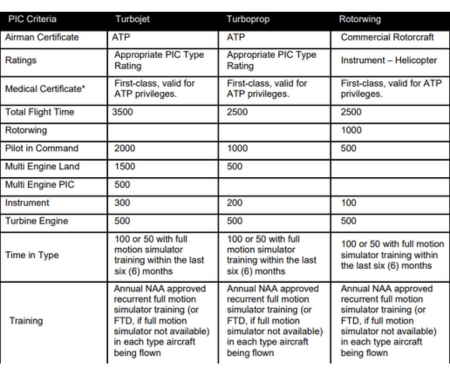 PIC Criteria Turbojet Turboprop Rotorwing
Airman Certificate ATP ATP Commercial Rotorcraft
Ratings Appropriate PIC Type Rating Appropriate PIC Type Rating Instrument – Helicopter
Medical Certificate* First-class, valid for ATP privileges. First-class, valid for ATP privileges. First-class, valid for ATP privileges.
Total Flight Time 3500 2500 2500
Rotorwing 1000
Pilot in Command 2000 1000 500
Multi Engine Land 1500 500
Multi Engine PIC 500
Instrument 300 200 100
Turbine Engine 500 500 500
Time in Type 100 or 50 with full motion simulator training within the last six (6) months 100 or 50 with full motion simulator training within the last six (6) months 100 or 50 with full motion simulator training within the last six (6) months
Training Annual NAA approved recurrent full motion simulator training (or FTD, if full motion simulator not available) in each type aircraft being flown Annual NAA approved recurrent full motion simulator training (or FTD, if full motion simulator not available) in each type aircraft being flown Annual NAA approved recurrent full motion simulator training (or FTD, if full motion simulator not available) in each type aircraft being flown